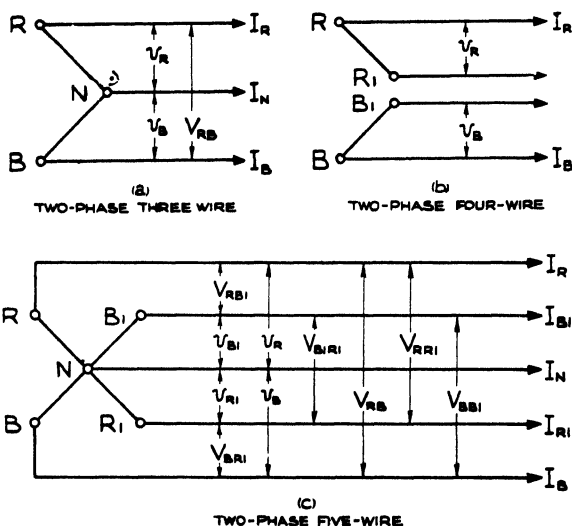 R I_R
v_R
N I_N
v_B V_RB
B I_B
(a)
TWO-PHASE THREE WIRE
R
v_R
R1
B1
v_B
B I_B
(b)
TWO-PHASE FOUR-WIRE
I_R
V_RB1
R B1 I_B1
v_B1 v_R V_B1R1 V_RR1
N I_N
v_R1 v_B V_RB V_BB1
B R1 I_R1
V_BR1
I_B
(c)
TWO-PHASE FIVE-WIRE